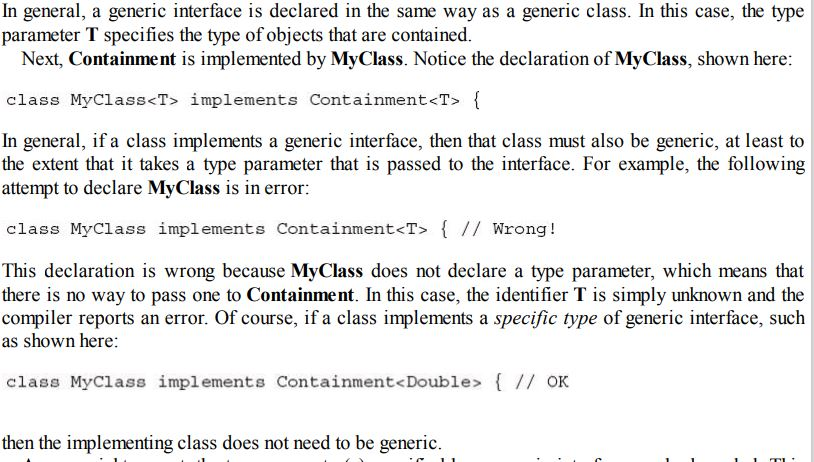 In general, a generic interface is declared in the same way as a generic class. In this case, the type
parameter T specifies the type of objects that are contained.
Next, Containment is implemented by MyClass. Notice the declaration of MyClass, shown here:
class MyClass<T> implements Containment<T> {
In general, if a class implements a generic interface, then that class must also be generic, at least to
the extent that it takes a type parameter that is passed to the interface. For example, the following
attempt to declare MyClass is in error:
class MyClass implements Containment<T> { // Wrong!
This declaration is wrong because MyClass does not declare a type parameter, which means that
there is no way to pass one to Containment. In this case, the identifier T is simply unknown and the
compiler reports an error. Of course, if a class implements a specific type of generic interface, such
as shown here:
class MyClass implements Containment<Double> { // OK
then the implementing class does not need to be generic.